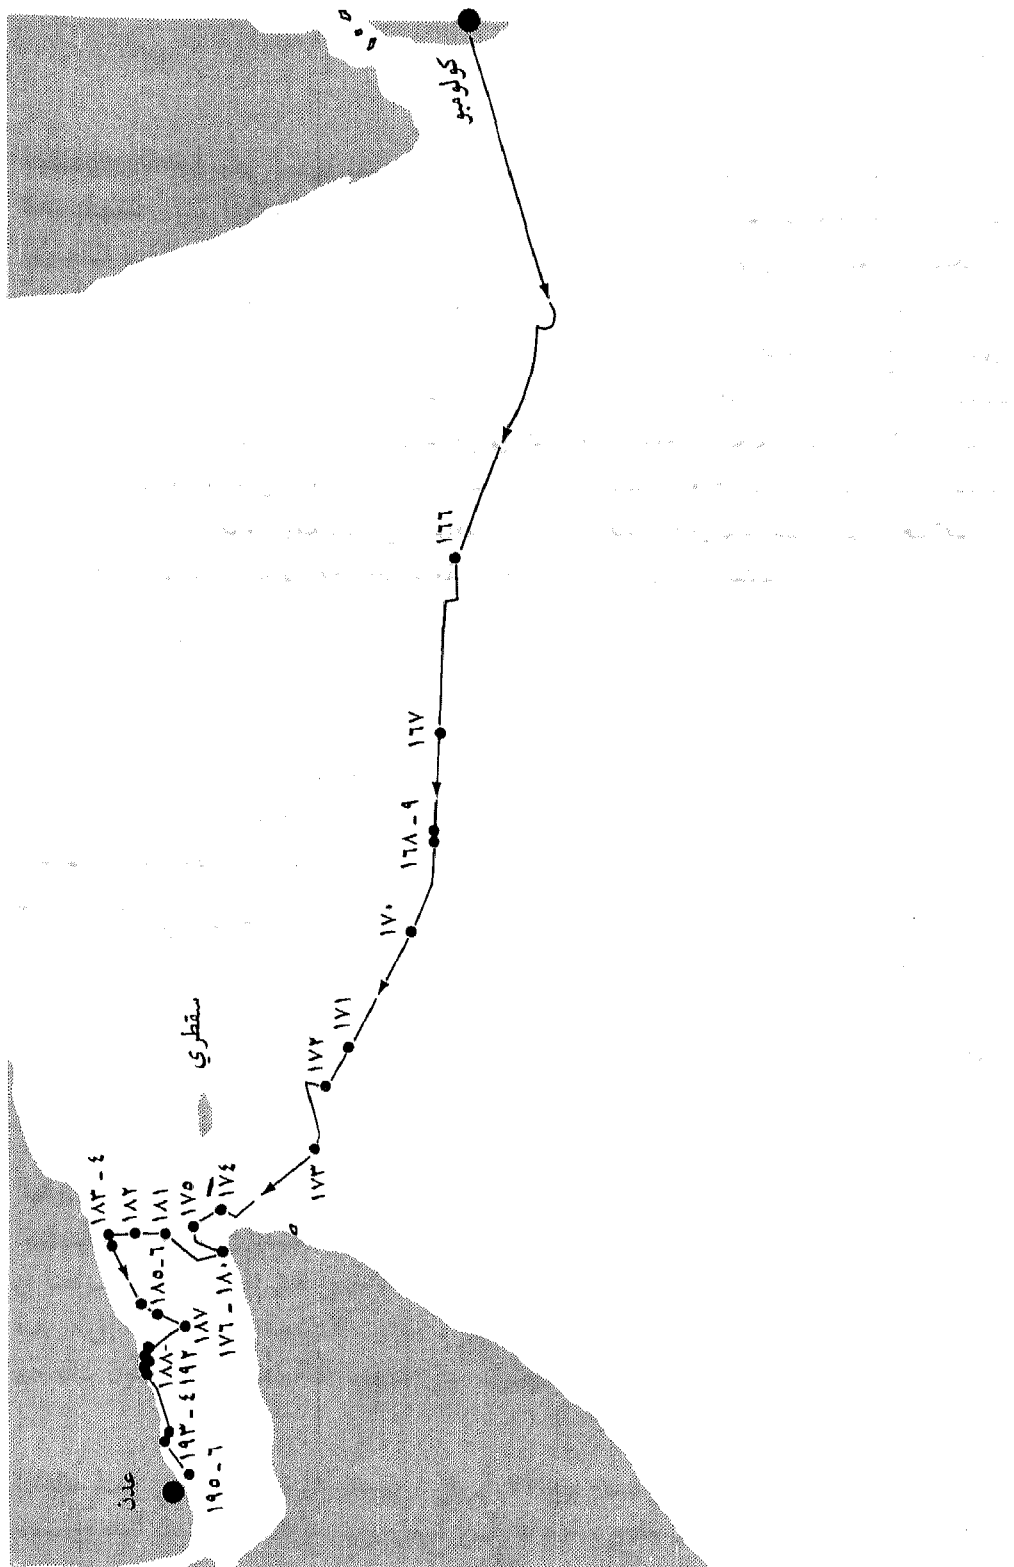 كولومبو
١٦٦
١٦٧
١٦٨ - ٩
١٧٠
١٧١
١٧٢
سقطري
١٧٣
١٧٤
١٧٥
١٧٦ - ١٨٠
١٨١
١٨٢
١٨٣ - ٤
١٨٥ - ٦
١٨٧
١٨٨ - ١٩٢
١٩٣ - ٤
١٩٥ - ٦
عدن